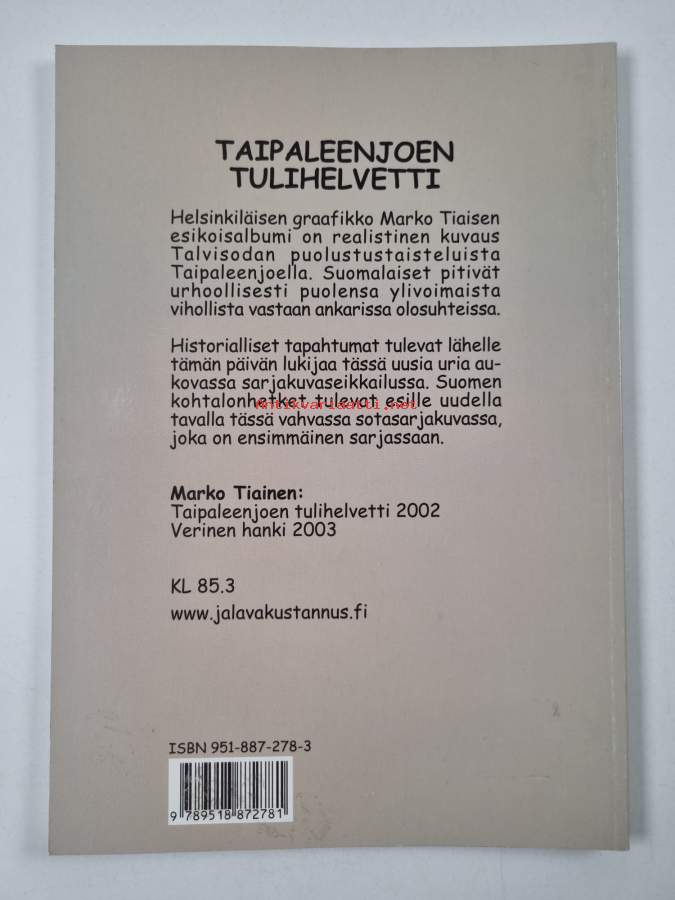 TAIPALEENJOEN
TULIHELVETTI
Helsinkiläisen graafikko Marko Tiaisen
esikoisalbumi on realistinen kuvaus
Talvisodan puolustustaisteluista
Taipaleenjoella. Suomalaiset pitivät
urhoollisesti puolensa ylivoimaista
vihollista vastaan ankarissa olosuhteissa.
Historialliset tapahtumat tulevat lähelle
tämän päivän lukijaa tässä uusia uria au-
kovassa sarjakuvaseikkailussa. Suomen
kohtalonhetket tulevat esille uudella
Antikvariaatti.net
tavalla tässä vahvassa sotasarjakuvassa,
joka on ensimmäinen sarjassaan.
Marko Tiainen:
Taipaleenjoen tulihelvetti 2002
Verinen hanki 2003
KL 85.3
www.jalavakustannus.fi
ISBN 951-887-278-3
9 789518 872781